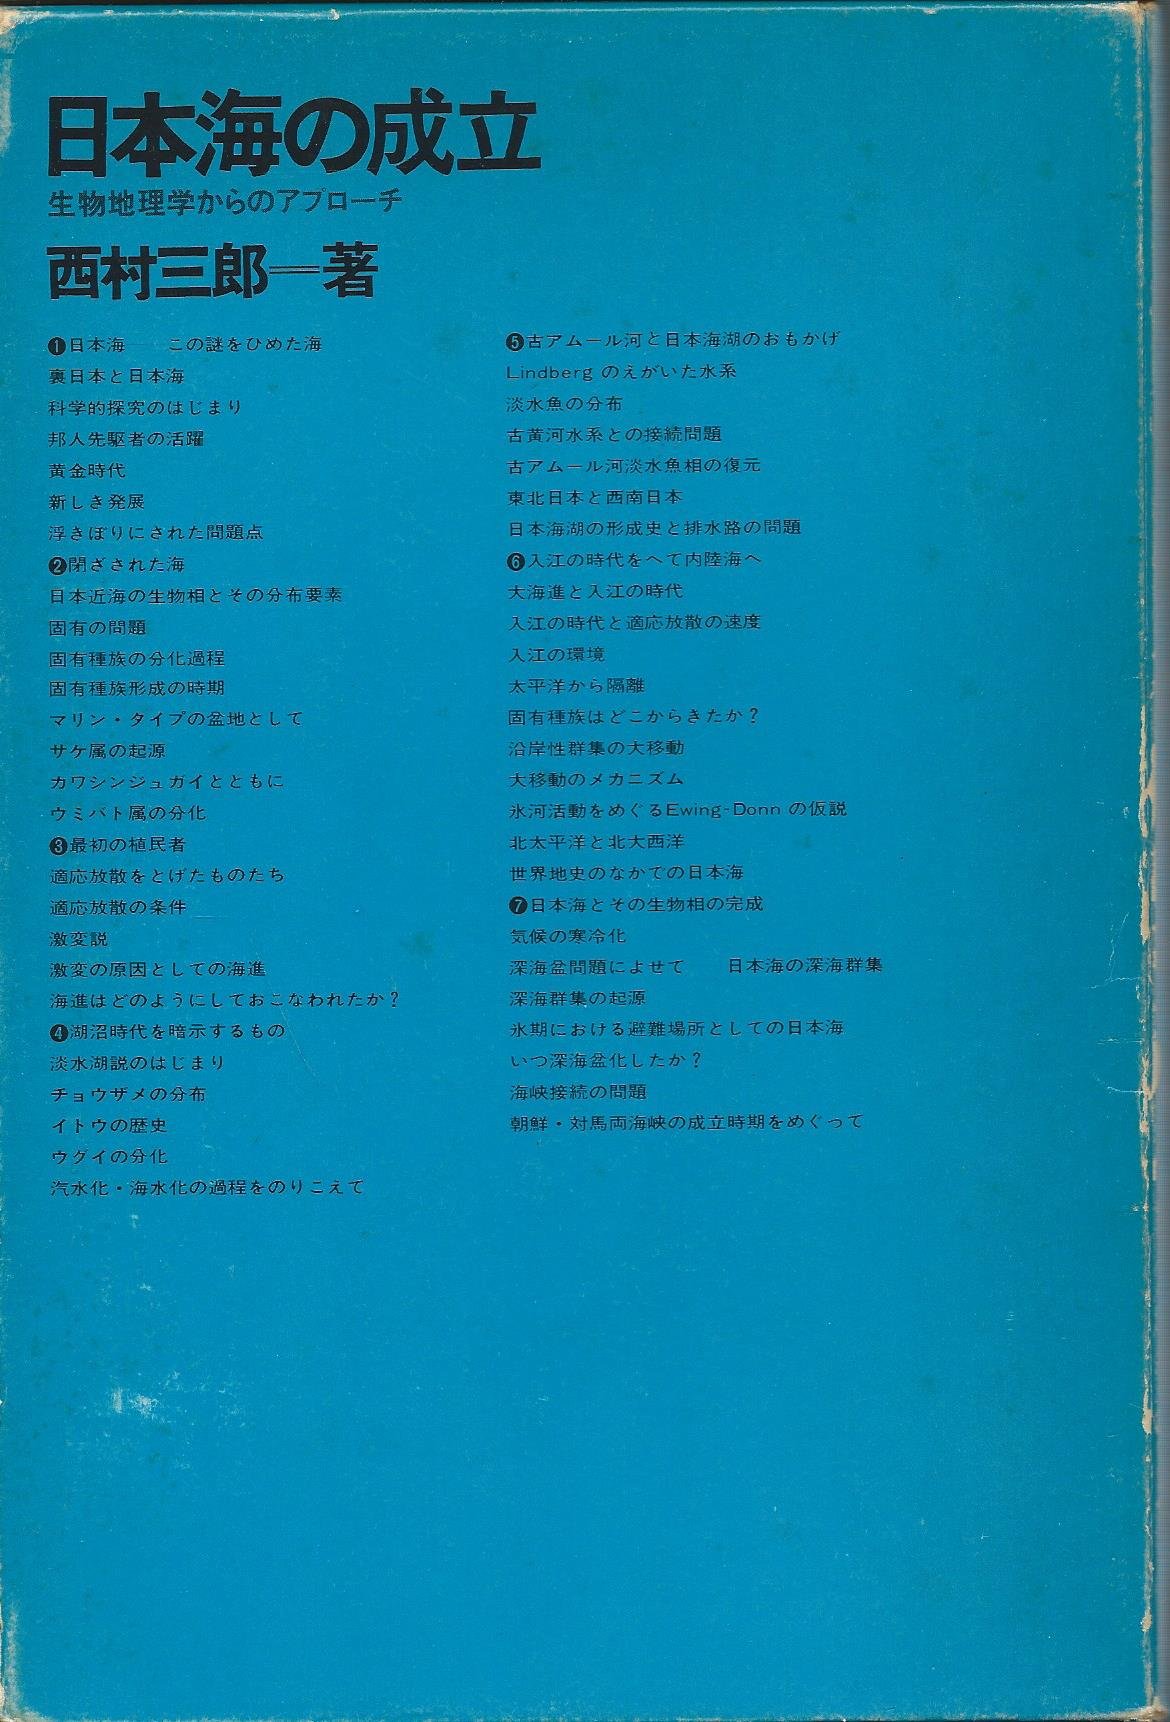 日本海の成立
生物地理学からのアプローチ
西村三郎＝著
❶日本海――この謎をひめた海
裏日本と日本海
科学的探究のはじまり
邦人先駆者の活躍
黄金時代
新しき発展
浮きぼりにされた問題点
❷閉ざされた海
日本近海の生物相とその分布要素
固有の問題
固有種族の分化過程
固有種族形成の時期
マリン・タイプの盆地として
サケ属の起源
カワシンジュガイとともに
ウミバト属の分化
❸最初の植民者
適応放散をとげたものたち
適応放散の条件
激変説
激変の原因としての海進
海進はどのようにしておこなわれたか？
❹湖沼時代を暗示するもの
淡水湖説のはじまり
チョウザメの分布
イトウの歴史
ウグイの分化
汽水化・海水化の過程をのりこえて
❺古アムール河と日本海湖のおもかげ
Lindberg のえがいた水系
淡水魚の分布
古黄河水系との接続問題
古アムール河淡水魚相の復元
東北日本と西南日本
日本海湖の形成史と排水路の問題
❻入江の時代をへて内陸海へ
大海進と入江の時代
入江の時代と適応放散の速度
入江の環境
太平洋から隔離
固有種族はどこからきたか？
沿岸性群集の大移動
大移動のメカニズム
氷河活動をめぐるEwing-Donn の仮説
北太平洋と北大西洋
世界地史のなかでの日本海
❼日本海とその生物相の完成
気候の寒冷化
深海盆問題によせて　　日本海の深海群集
深海群集の起源
氷期における避難場所としての日本海
いつ深海盆化したか？
海峡接続の問題
朝鮮・対馬両海峡の成立時期をめぐって